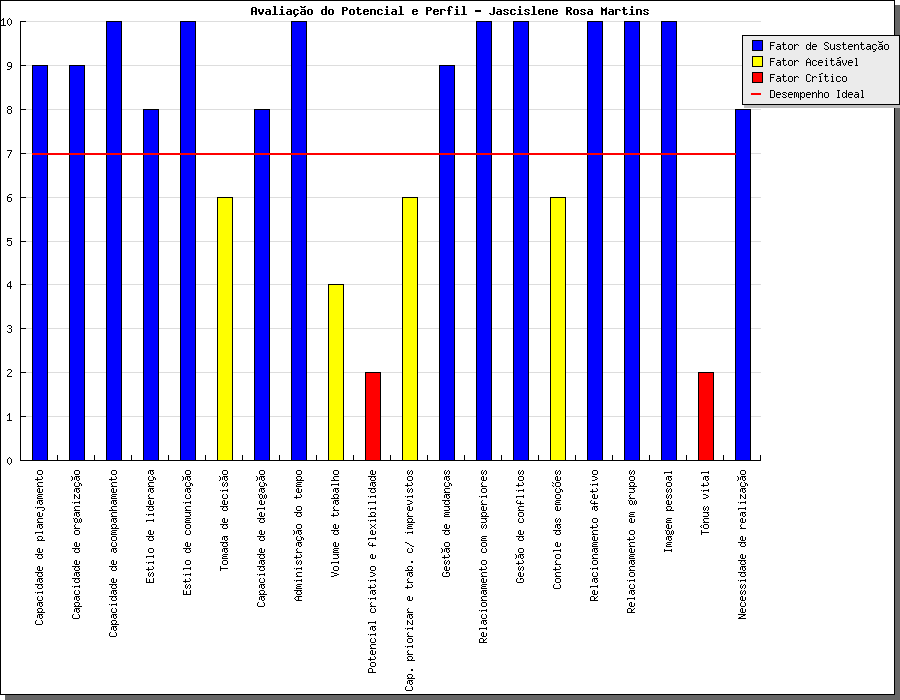 Avaliação do Potencial e Perfil - Jascislene Rosa Martins
Fator de Sustentação
Fator Aceitável
Fator Crítico
Desempenho Ideal
10
9
8
7
6
5
4
3
2
1
0
Capacidade de planejamento
Capacidade de organização
Capacidade de acompanhamento
Estilo de liderança
Estilo de comunicação
Tomada de decisão
Capacidade de delegação
Administração do tempo
Volume de trabalho
Potencial criativo e flexibilidade
Cap. priorizar e trab. c/ imprevistos
Gestão de mudanças
Relacionamento com superiores
Gestão de conflitos
Controle das emoções
Relacionamento afetivo
Relacionamento em grupos
Imagem pessoal
Tônus vital
Necessidade de realização